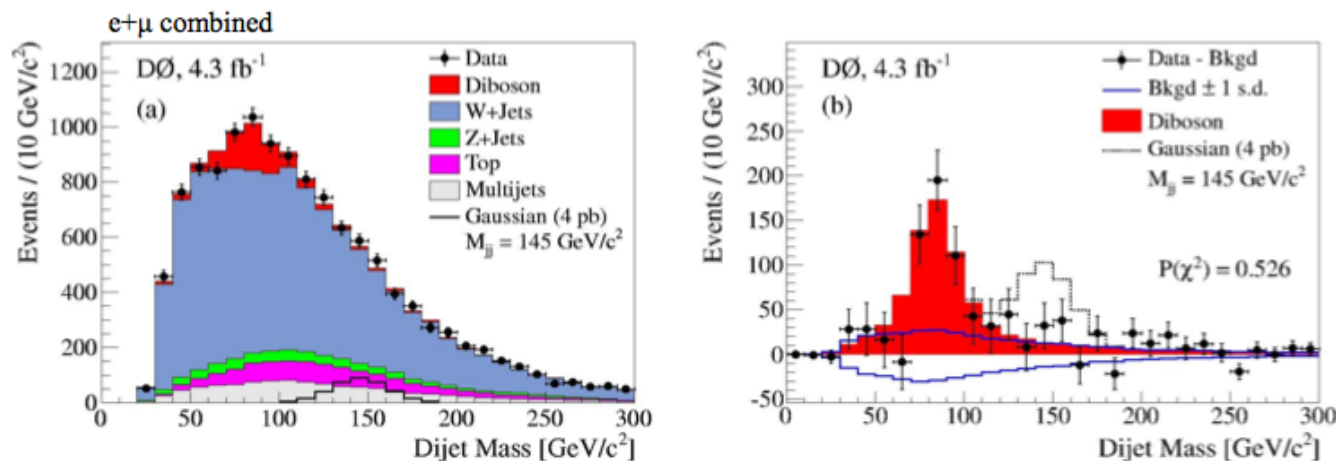 e+μ combined
DØ, 4.3 fb⁻¹
(a)
Data
Diboson
W+Jets
Z+Jets
Top
Multijets
Gaussian (4 pb)
M_jj = 145 GeV/c²
Events / (10 GeV/c²)
1200
1000
800
600
400
200
0
0 50 100 150 200 250 300
Dijet Mass [GeV/c²]
DØ, 4.3 fb⁻¹
(b)
Data - Bkgd
Bkgd ± 1 s.d.
Diboson
Gaussian (4 pb)
M_jj = 145 GeV/c²
P(χ²) = 0.526
Events / (10 GeV/c²)
300
250
200
150
100
50
0
-50
0 50 100 150 200 250 300
Dijet Mass [GeV/c²]